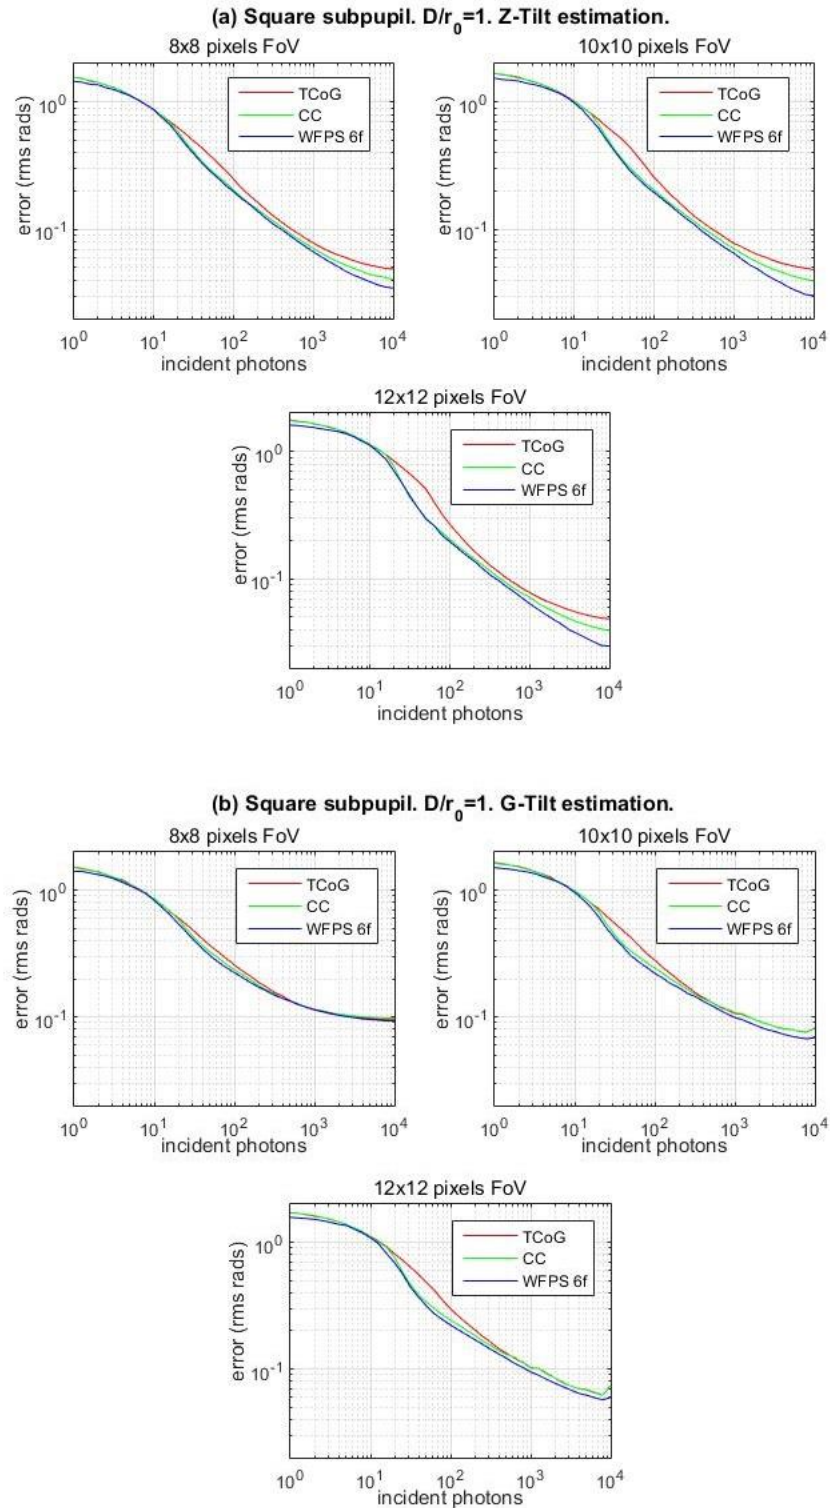 (a) Square subpupil. D/r0=1. Z-Tilt estimation.
8x8 pixels FoV
10x10 pixels FoV
error (rms rads)
10^0
10^-1
TCoG
CC
WFPS 6f
10^0 10^1 10^2 10^3 10^4
incident photons
error (rms rads)
10^0
10^-1
TCoG
CC
WFPS 6f
10^0 10^1 10^2 10^3 10^4
incident photons
12x12 pixels FoV
error (rms rads)
10^0
10^-1
TCoG
CC
WFPS 6f
10^0 10^1 10^2 10^3 10^4
incident photons
(b) Square subpupil. D/r0=1. G-Tilt estimation.
8x8 pixels FoV
10x10 pixels FoV
error (rms rads)
10^0
10^-1
TCoG
CC
WFPS 6f
10^0 10^1 10^2 10^3 10^4
incident photons
error (rms rads)
10^0
10^-1
TCoG
CC
WFPS 6f
10^0 10^1 10^2 10^3 10^4
incident photons
12x12 pixels FoV
error (rms rads)
10^0
10^-1
TCoG
CC
WFPS 6f
10^0 10^1 10^2 10^3 10^4
incident photons